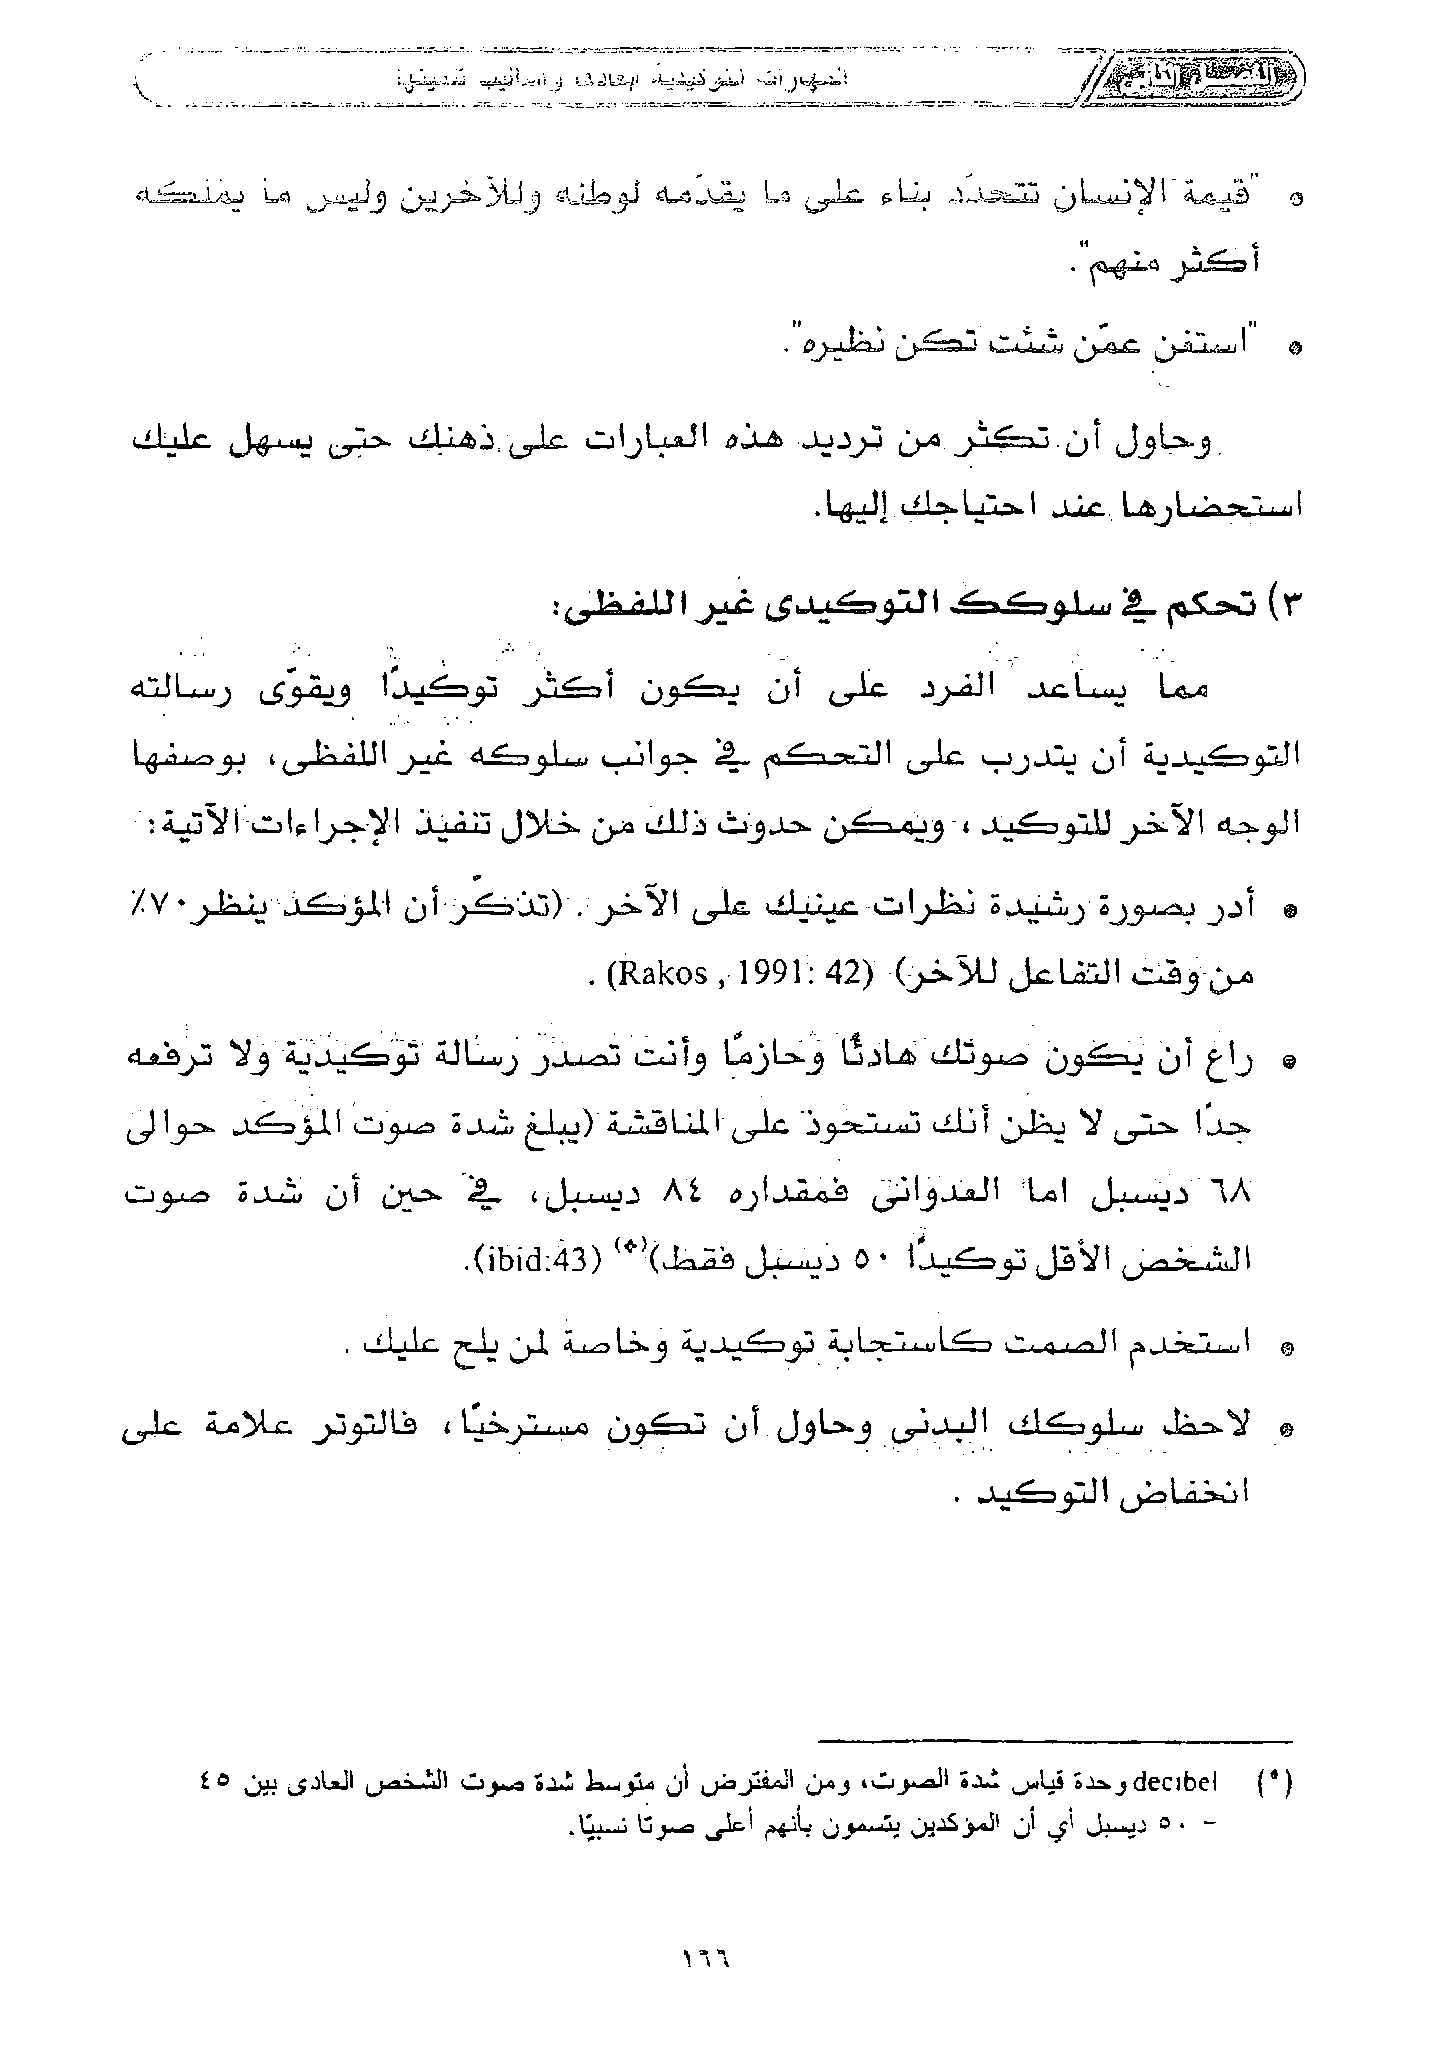 المهارات التوكيدية
• "قيمة الإنسان تتحدّد بناء على ما يقدّمه لوطنه وللآخرين وليس ما يمتلكه
أكثر منهم".
• "استغن عمّن شئت تكن نظيره".
وحاول أن تكثر من ترديد هذه العبارات على ذهنك حتى يسهل عليك
استحضارها عند احتياجك إليها.
٣) تحكم في سلوكك التوكيدى غير اللفظى:
مما يساعد الفرد على أن يكون أكثر توكيدًا ويقوّى رسالته
التوكيدية أن يتدرب على التحكم في جوانب سلوكه غير اللفظى، بوصفها
الوجه الآخر للتوكيد، ويمكن حدوث ذلك من خلال تنفيذ الإجراءات الآتية:
• أدر بصورة رشيدة نظرات عينيك على الآخر. (تذكّر أن المؤكد ينظر ٧٠٪
من وقت التفاعل للآخر) (Rakos , 1991: 42) .
• راع أن يكون صوتك هادئًا وحازمًا وأنت تصدر رسالة توكيدية ولا ترفعه
جدًا حتى لا يظن أنك تستحوذ على المناقشة (يبلغ شدة صوت المؤكد حوالى
٦٨ ديسبل اما العدوانى فمقداره ٨٤ ديسبل، في حين أن شدة صوت
الشخص الأقل توكيدًا ٥٠ ديسبل فقط)(*) (ibid:43).
• استخدم الصمت كاستجابة توكيدية وخاصة لمن يلح عليك .
• لاحظ سلوكك البدنى وحاول أن تكون مسترخيًا، فالتوتر علامة على
انخفاض التوكيد .
(*) decibel وحدة قياس شدة الصوت، ومن المفترض أن متوسط شدة صوت الشخص العادى بين ٤٥
- ٥٠ ديسبل أي أن المؤكدين يتسمون بأنهم أعلى صوتا نسبيًا.
١٦٦